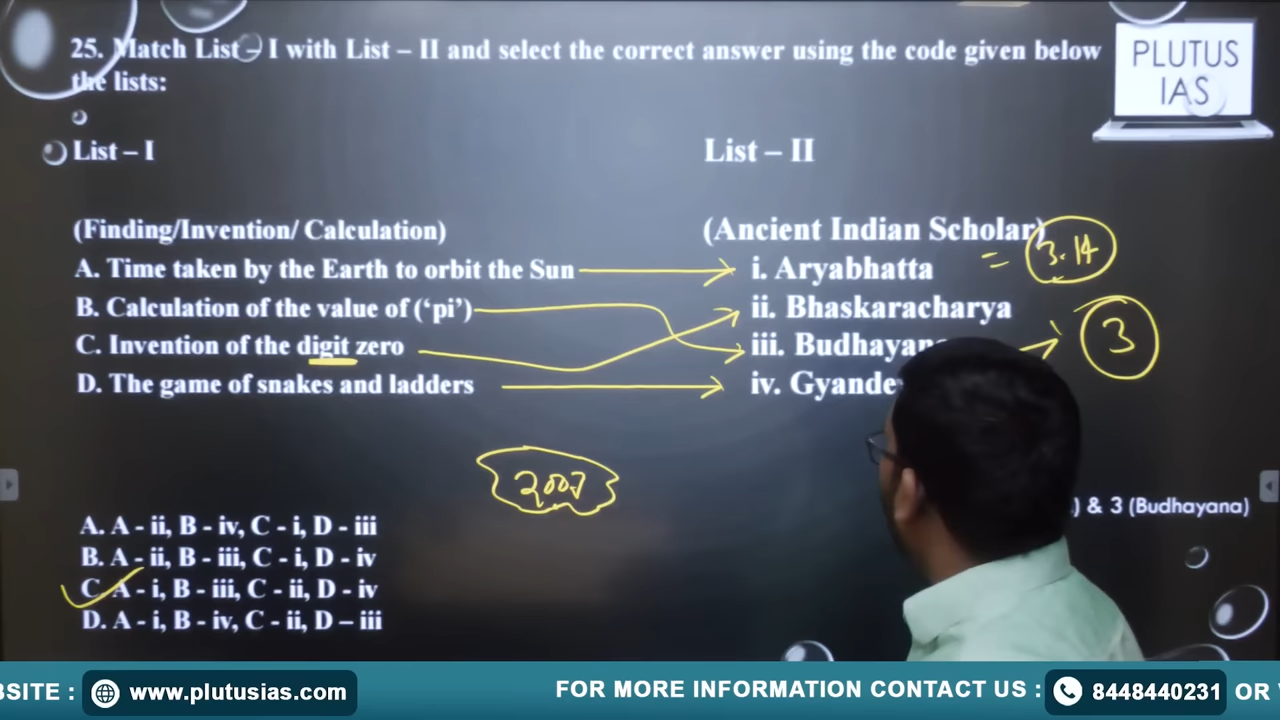 25. Match List – I with List – II and select the correct answer using the code given below
the lists:
PLUTUS
IAS
List – I
List – II
(Finding/Invention/ Calculation)
(Ancient Indian Scholar)
= 3.14
A. Time taken by the Earth to orbit the Sun
i. Aryabhatta
B. Calculation of the value of (‘pi’)
ii. Bhaskaracharya
3
C. Invention of the digit zero
iii.
D. The game of snakes and ladders
iv.
A. A - ii, B - iv, C - i, D - iii
) & 3 (Budhayana)
B. A - ii, B - iii, C - i, D - iv
C. A - i, B - iii, C - ii, D - iv
D. A - i, B - iv, C - ii, D – iii
: www.plutusias.com
FOR MORE INFORMATION CONTACT US : 8448440231 OR